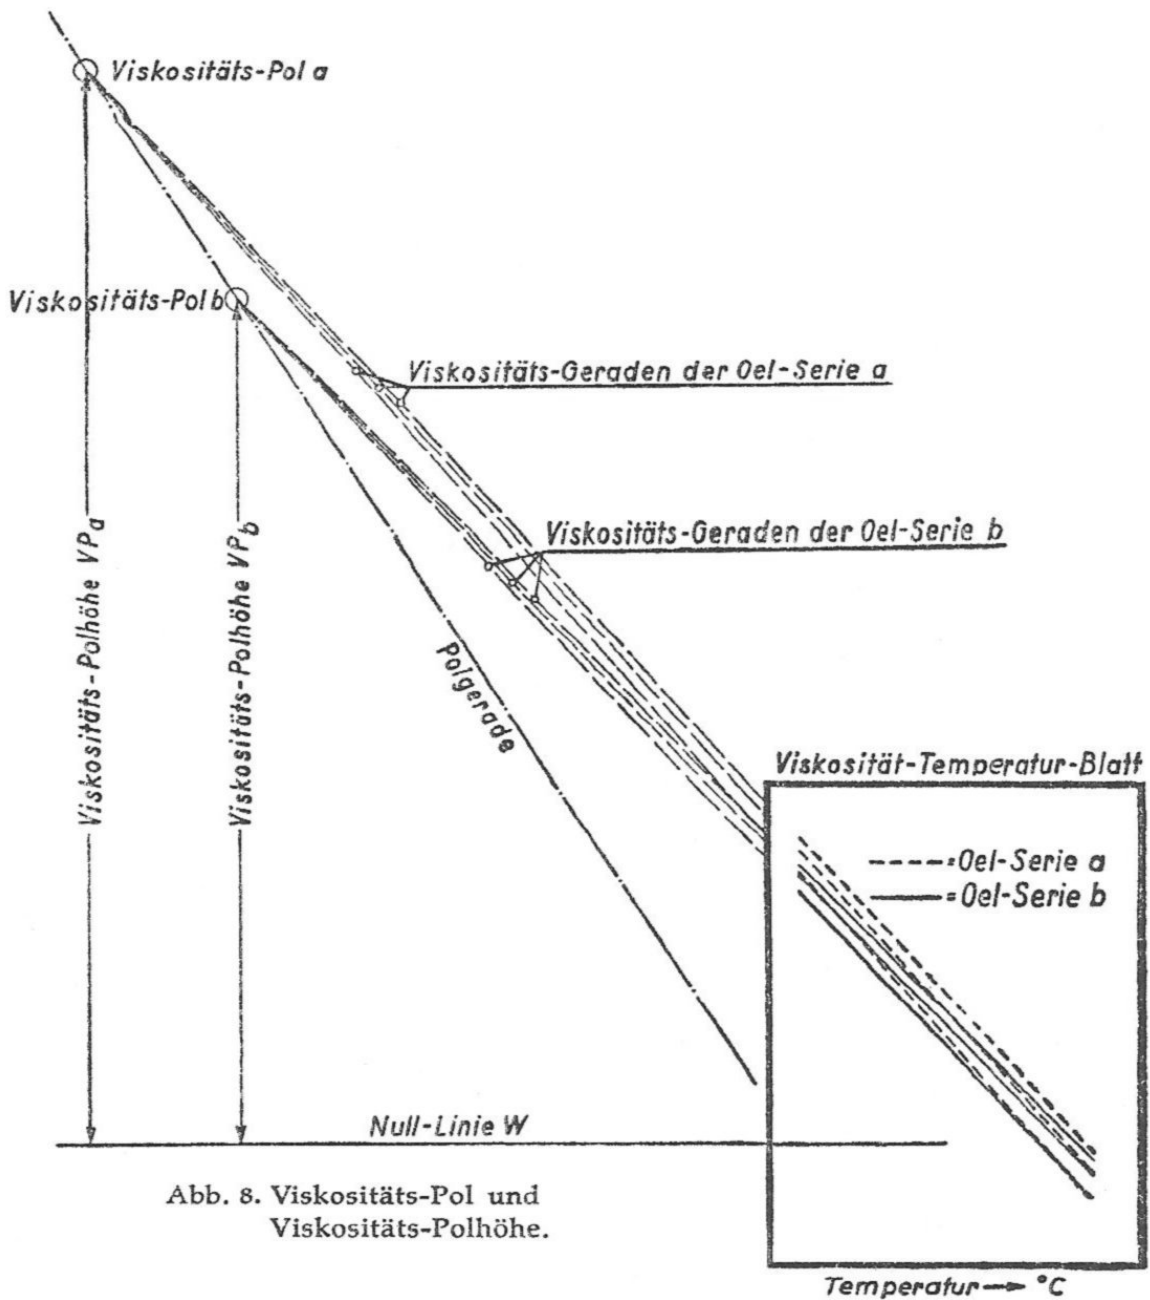 Viskositäts-Pol a
Viskositäts-Pol b
Viskositäts-Geraden der Oel-Serie a
Viskositäts-Geraden der Oel-Serie b
Viskositäts-Polhöhe VPa
Viskositäts-Polhöhe VPb
Polgerade
Viskosität-Temperatur-Blatt
=Oel-Serie a
=Oel-Serie b
Null-Linie W
Abb. 8. Viskositäts-Pol und
Viskositäts-Polhöhe.
Temperatur → °C